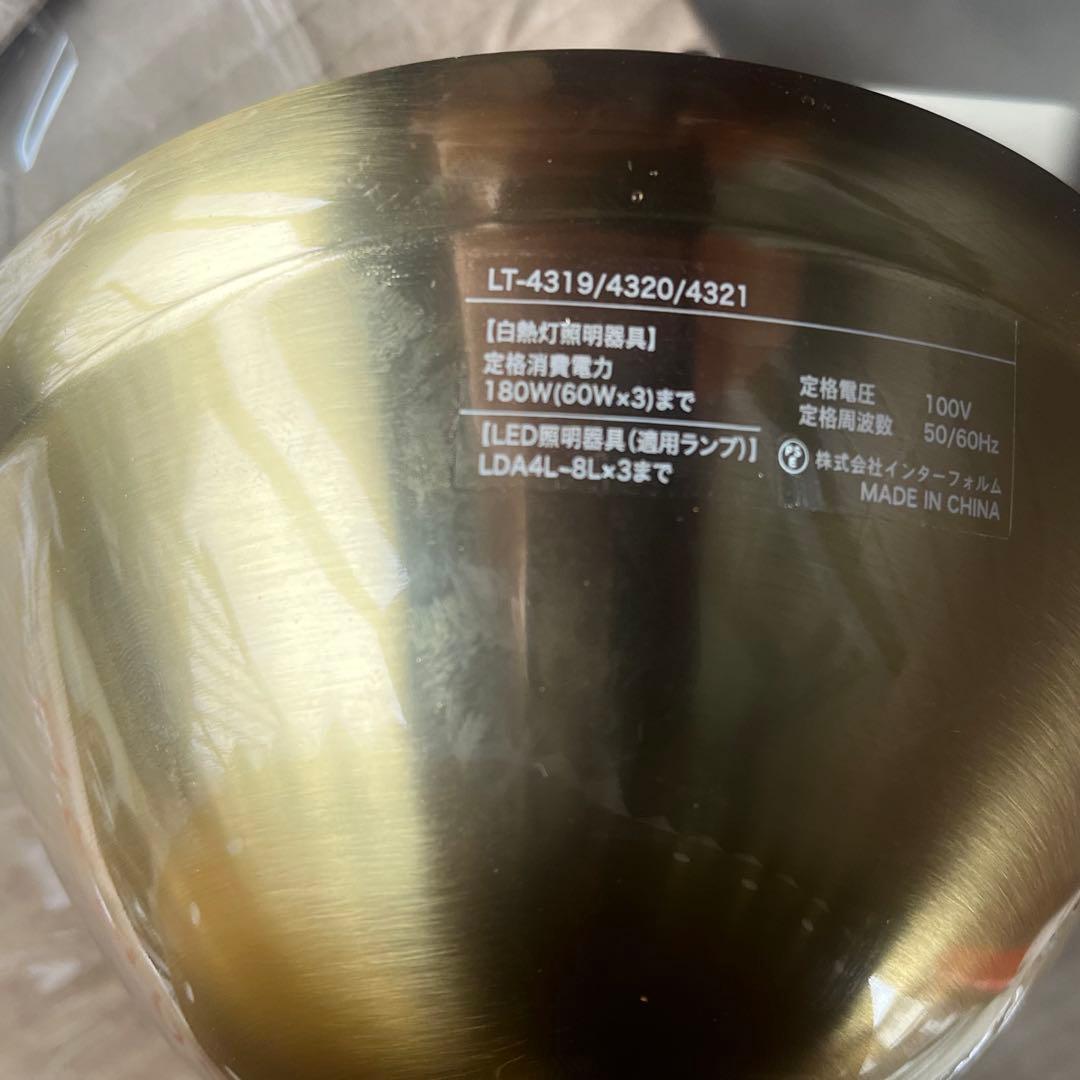 LT-4319/4320/4321
【白熱灯照明器具】
定格消費電力
180W(60W×3)まで
【LED照明器具(適用ランプ)】
LDA4L~8L×3まで
定格電圧 100V
定格周波数 50/60Hz
PS
E
株式会社インターフォルム
MADE IN CHINA